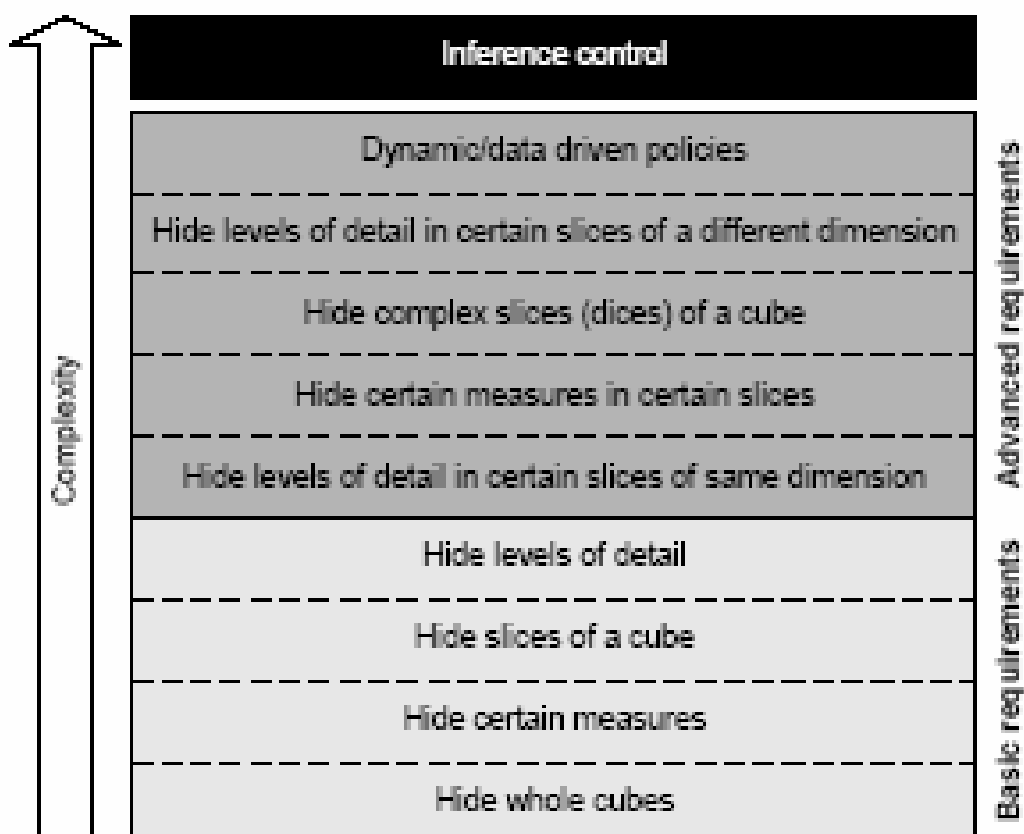 Inference control
Dynamic/data driven policies
Hide levels of detail in certain slices of a different dimension
Hide complex slices (dices) of a cube
Hide certain measures in certain slices
Hide levels of detail in certain slices of same dimension
Hide levels of detail
Hide slices of a cube
Hide certain measures
Hide whole cubes
Complexity
Advanced requirements
Basic requirements